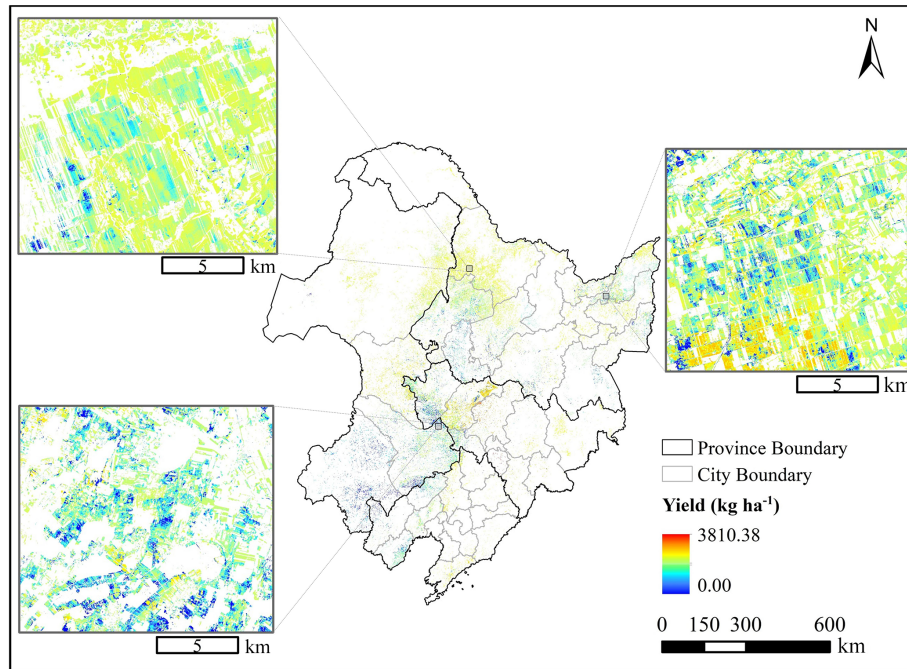 N
5 km
5 km
5 km
Province Boundary
City Boundary
Yield (kg ha⁻¹)
3810.38
0.00
0 150 300 600
km